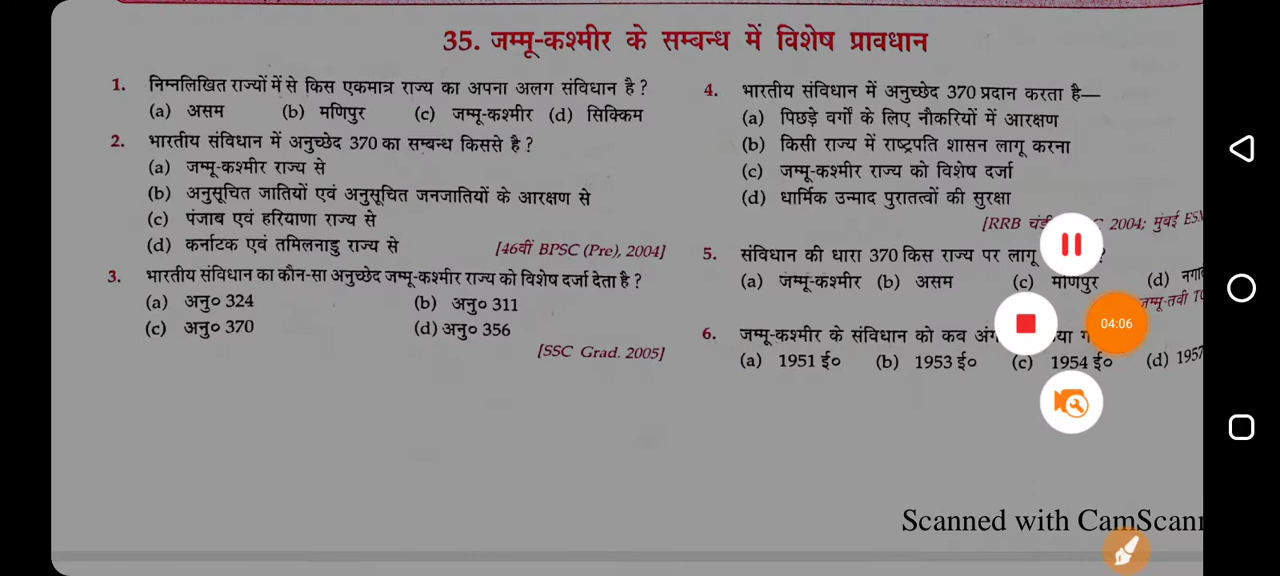 35. जम्मू-कश्मीर के सम्बन्ध में विशेष प्रावधान
1. निम्नलिखित राज्यों में से किस एकमात्र राज्य का अपना अलग संविधान है ?
(a) असम (b) मणिपुर (c) जम्मू-कश्मीर (d) सिक्किम
2. भारतीय संविधान में अनुच्छेद 370 का सम्बन्ध किससे है ?
(a) जम्मू-कश्मीर राज्य से
(b) अनुसूचित जातियों एवं अनुसूचित जनजातियों के आरक्षण से
(c) पंजाब एवं हरियाणा राज्य से
(d) कर्नाटक एवं तमिलनाडु राज्य से
[46वीं BPSC (Pre), 2004]
3. भारतीय संविधान का कौन-सा अनुच्छेद जम्मू-कश्मीर राज्य को विशेष दर्जा देता है ?
(a) अनु० 324 (b) अनु० 311
(c) अनु० 370 (d) अनु० 356
[SSC Grad. 2005]
4. भारतीय संविधान में अनुच्छेद 370 प्रदान करता है—
(a) पिछड़े वर्गों के लिए नौकरियों में आरक्षण
(b) किसी राज्य में राष्ट्रपति शासन लागू करना
(c) जम्मू-कश्मीर राज्य को विशेष दर्जा
(d) धार्मिक उन्माद पुरातत्वों की सुरक्षा
[RRB 2004; मुंबई
5. संविधान की धारा 370 किस राज्य पर लागू ?
(a) जम्मू-कश्मीर (b) असम (c) मणिपुर (d)
जम्मू-तवी
6. जम्मू-कश्मीर के संविधान को कब
(a) 1951 ई० (b) 1953 ई० (c) 1954 ई० (d) 1957
04:06
Scanned with